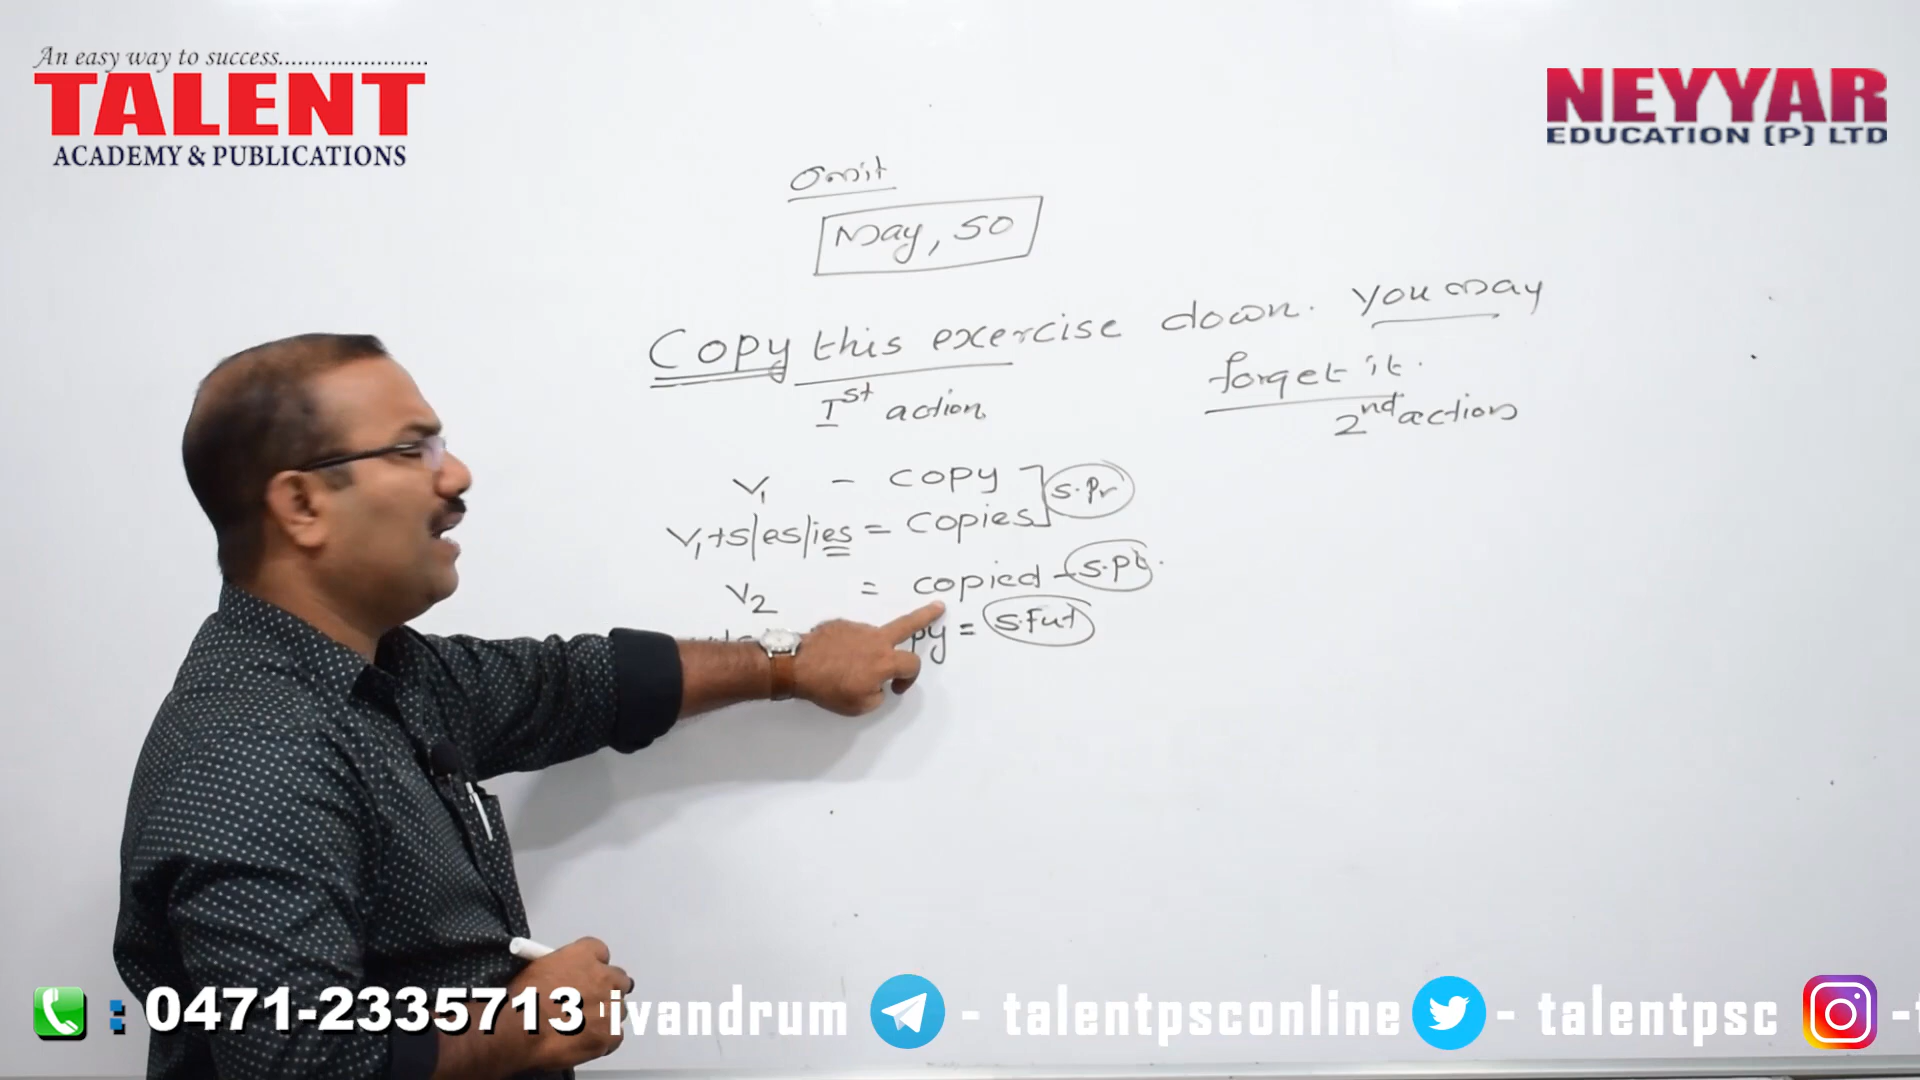 An easy way to success.......................
TALENT
ACADEMY & PUBLICATIONS
NEYYAR
EDUCATION (P) LTD
Omit
May, so
Copy this exercise down. You may
forget it.
Ist action
2nd action
V1 - copy
s.pr
V1+s/es/ies = copies
V2 = copied - s.pt.
py = s.Fut
: 0471-2335713 ivandrum - talentpsconline - talentpsc -